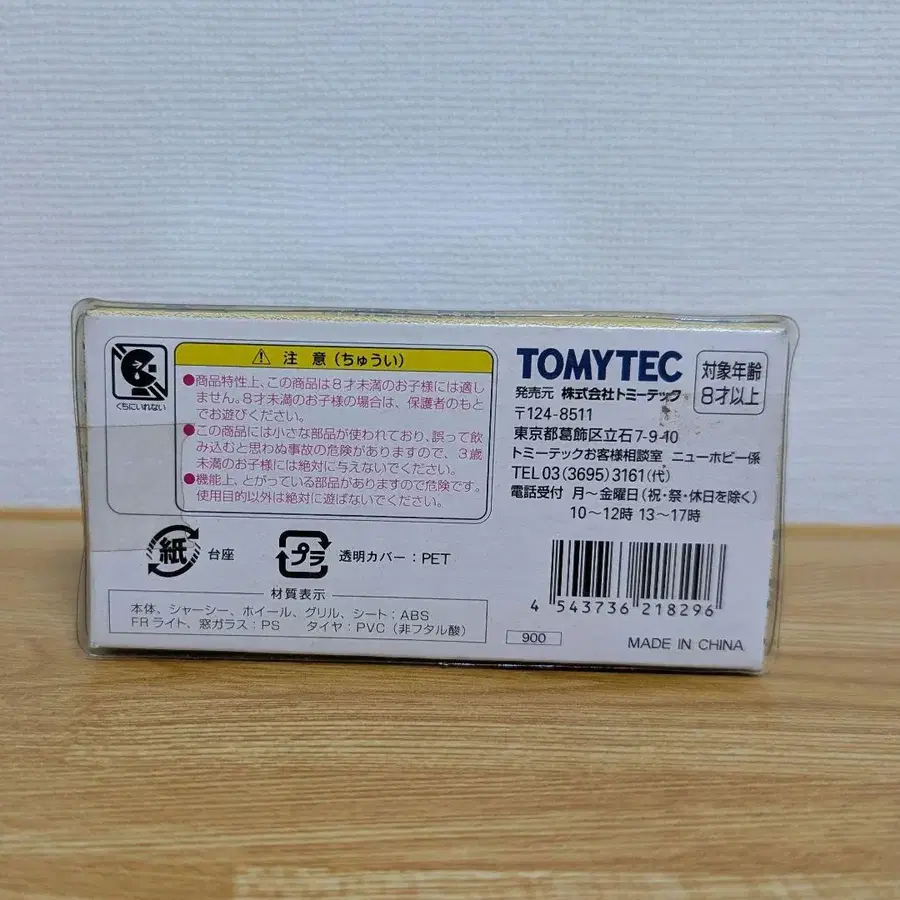 くちにいれない
⚠ 注 意 (ちゅうい)
●商品特性上、この商品は8才未満のお子様には適し
ません。8才未満のお子様の場合は、保護者のもと
でお遊びください。
●この商品には小さな部品が使われており、誤って飲
み込むと思わぬ事故の危険がありますので、3歳
未満のお子様には絶対に与えないでください。
●機能上、とがっている部品がありますので危険です。
使用目的以外は絶対に遊ばないでください。
紙 台座
プラ 透明カバー:PET
材質表示
本体、シャーシー、ホイール、グリル、シート:ABS
FRライト、窓ガラス:PS タイヤ:PVC (非フタル酸)
TOMYTEC
対象年齢
8才以上
発売元 株式会社トミーテック
〒124-8511
東京都葛飾区立石7-9-10
トミーテックお客様相談室 ニューホビー係
TEL03(3695)3161(代)
電話受付 月〜金曜日(祝・祭・休日を除く)
10〜12時 13〜17時
4 543736 218296
900
MADE IN CHINA